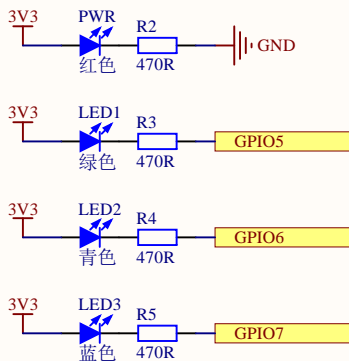 3V3 PWR R2
GND
红色 470R
3V3 LED1 R3
GPIO5
绿色 470R
3V3 LED2 R4
GPIO6
青色 470R
3V3 LED3 R5
GPIO7
蓝色 470R